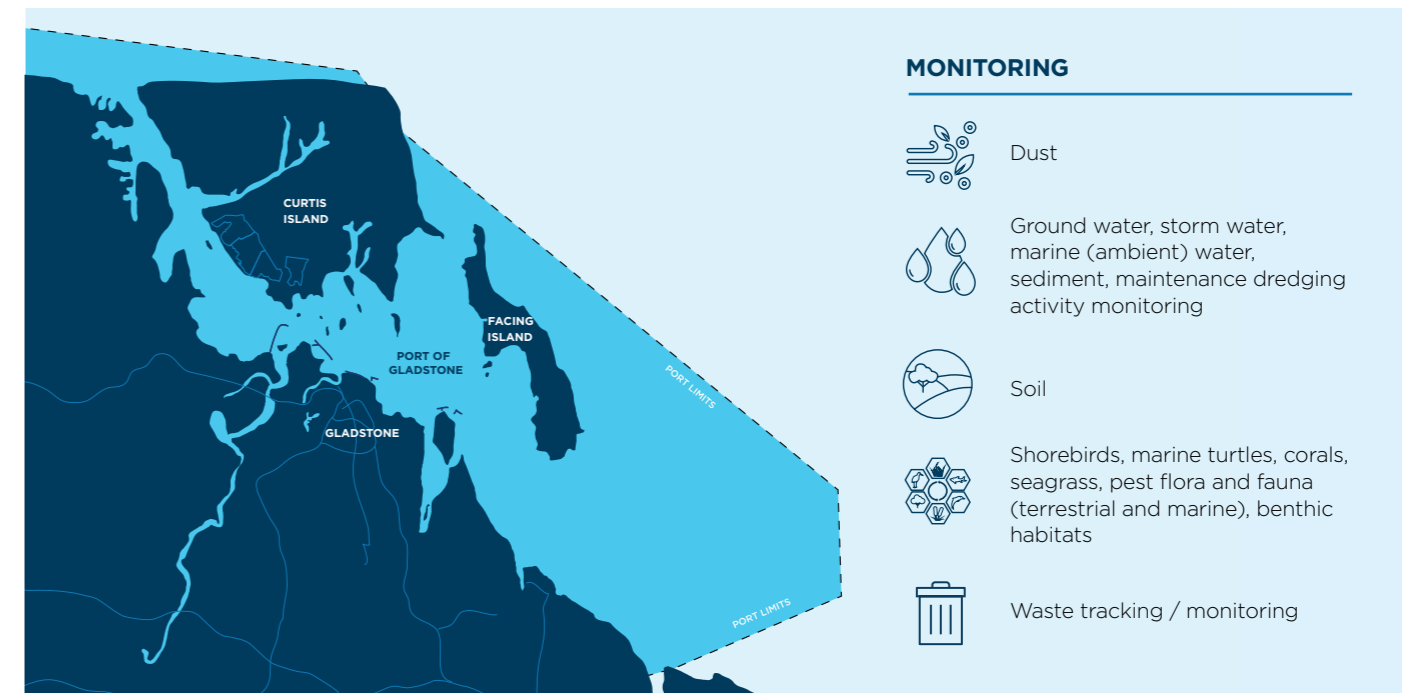 CURTIS
ISLAND
FACING
ISLAND
PORT OF
GLADSTONE
GLADSTONE
PORT LIMITS
PORT LIMITS
MONITORING
Dust
Ground water, storm water,
marine (ambient) water,
sediment, maintenance dredging
activity monitoring
Soil
Shorebirds, marine turtles, corals,
seagrass, pest flora and fauna
(terrestrial and marine), benthic
habitats
Waste tracking / monitoring